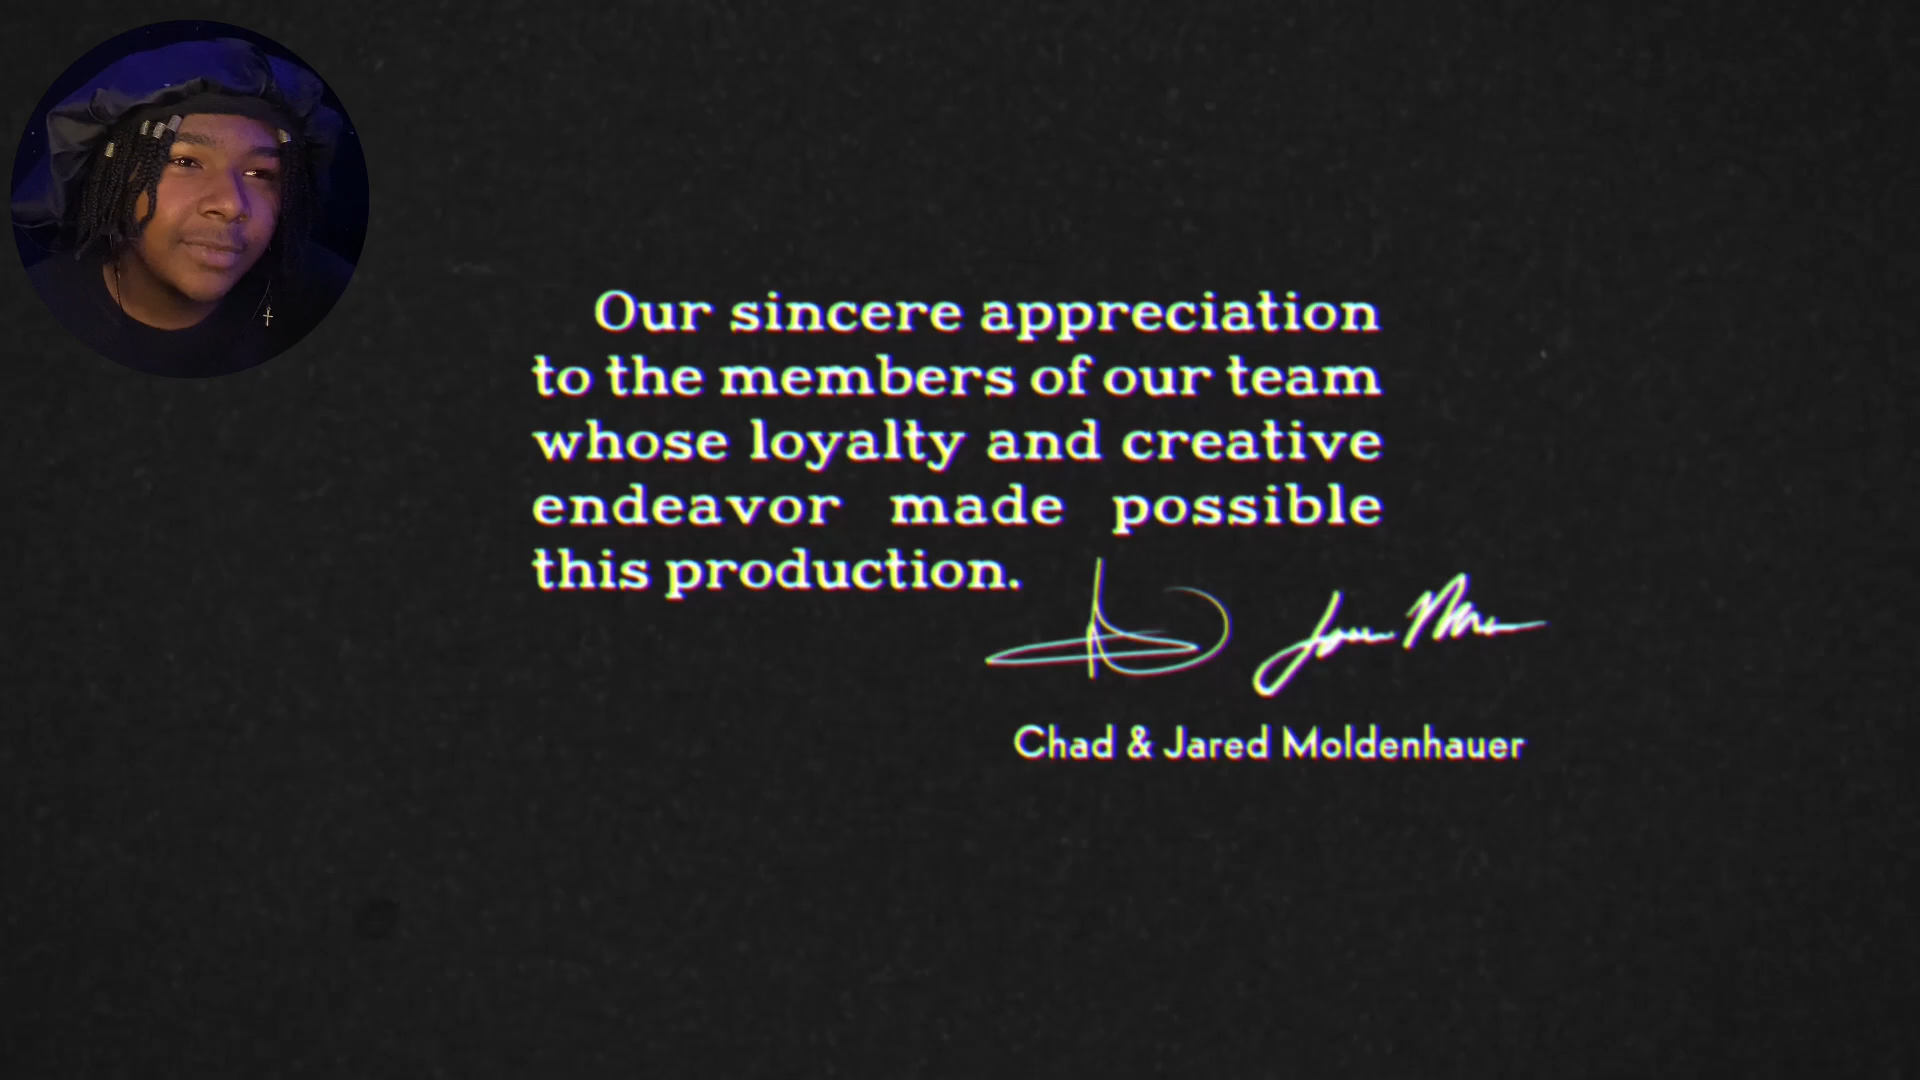 Our sincere appreciation
to the members of our team
whose loyalty and creative
endeavor made possible
this production.
Chad & Jared Moldenhauer